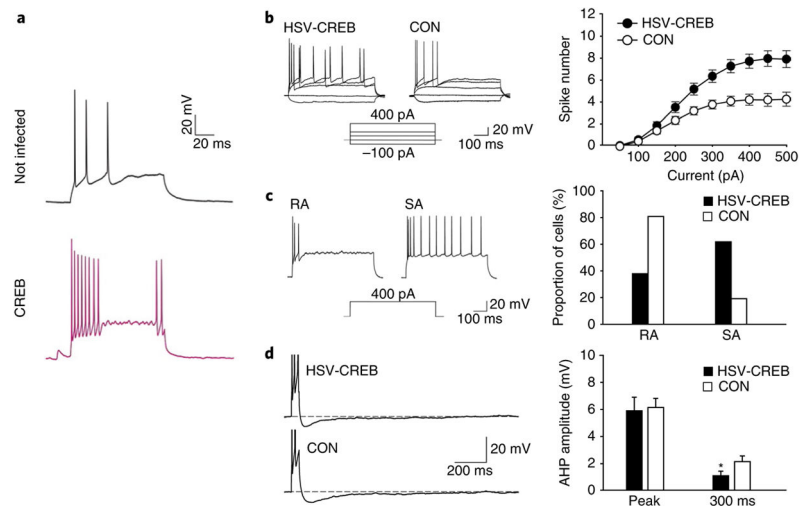 a
Not infected
20 mV
20 ms
CREB
b
HSV-CREB
CON
400 pA
–100 pA
20 mV
100 ms
HSV-CREB
CON
Spike number
12
10
8
6
4
2
0
0
100
200
300
400
500
Current (pA)
c
RA
SA
400 pA
20 mV
100 ms
HSV-CREB
CON
Proportion of cells (%)
100
80
60
40
20
0
RA
SA
d
HSV-CREB
CON
20 mV
200 ms
HSV-CREB
CON
AHP amplitude (mV)
10
8
6
4
2
0
*
Peak
300 ms